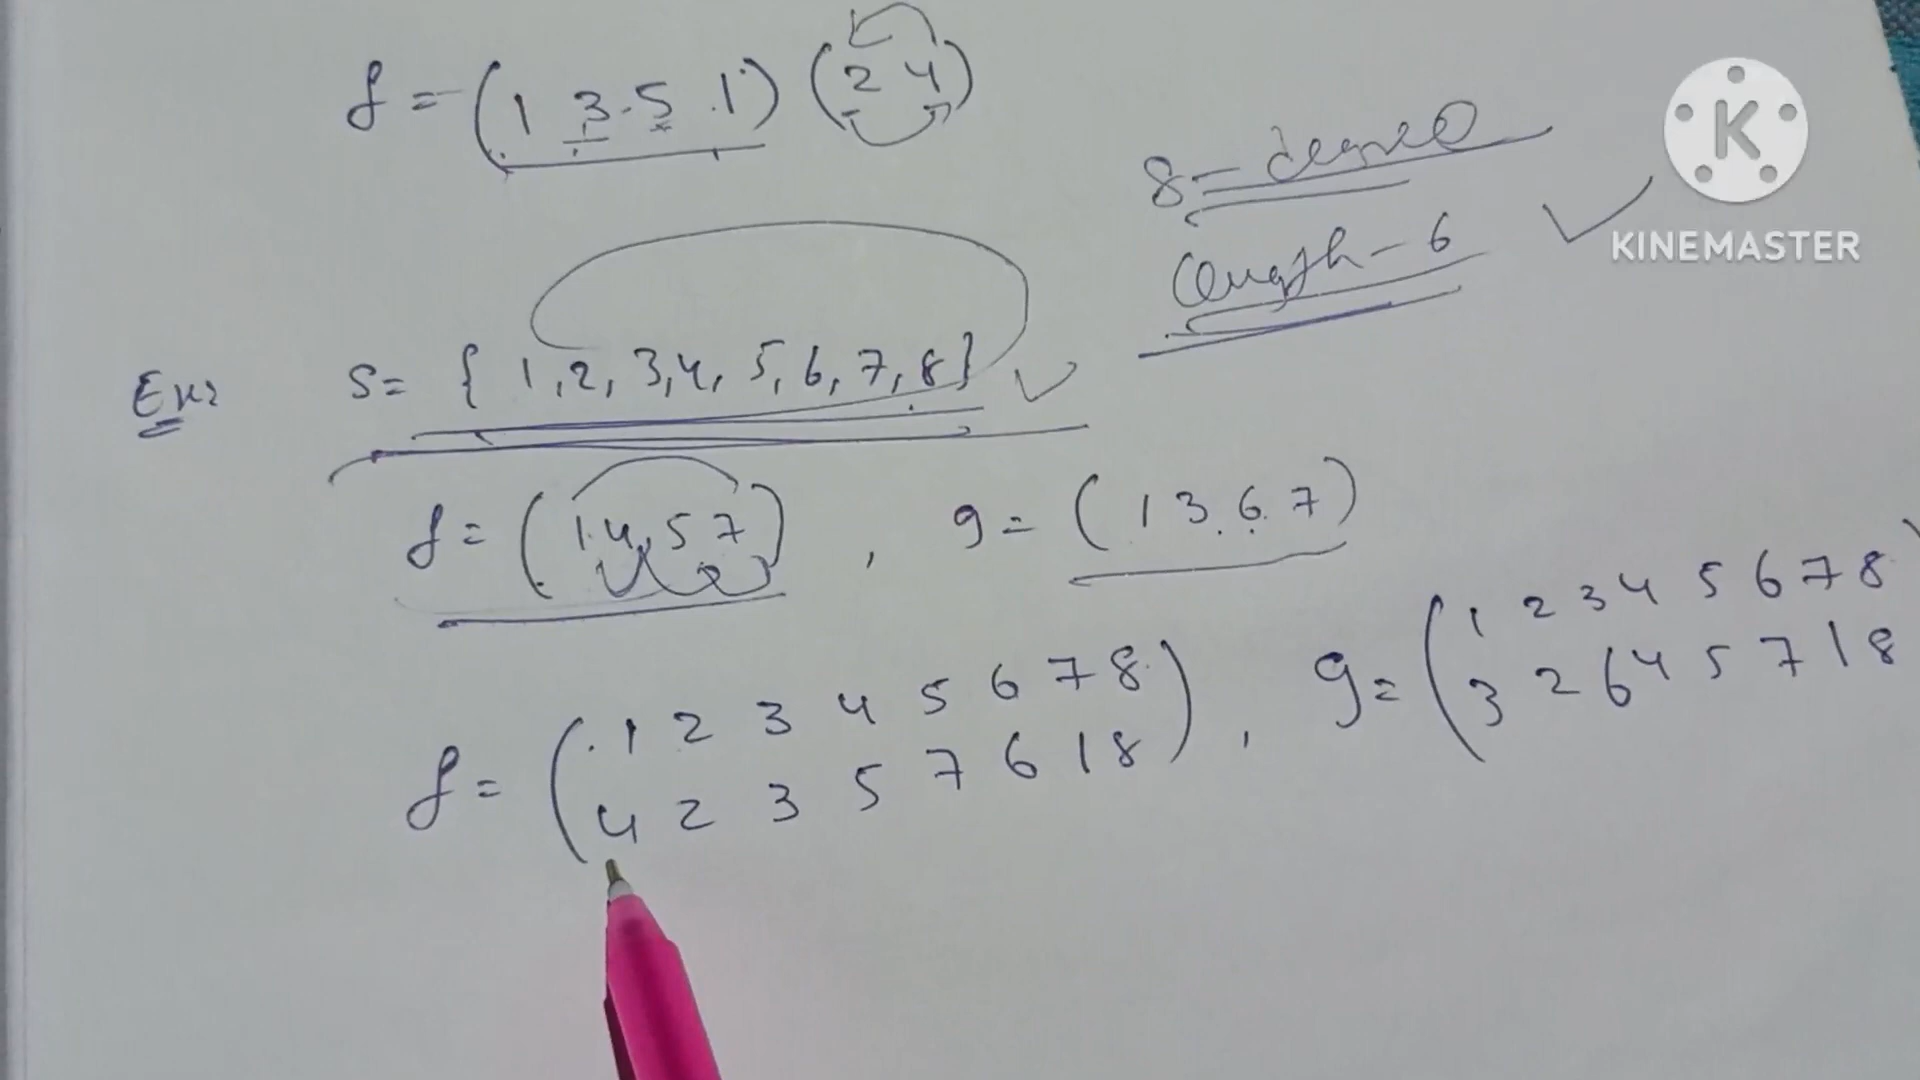 f = (1 3 5 1) (2 4)
8 = degree
length - 6
KINEMASTER
Ex:
S = { 1, 2, 3, 4, 5, 6, 7, 8 }
f = (1 4 5 7) , g = (1 3 6 7)
f = ( 1 2 3 4 5 6 7 8 ) , g = ( 1 2 3 4 5 6 7 8 )
4 2 3 5 7 6 1 8 3 2 6 4 5 7 1 8